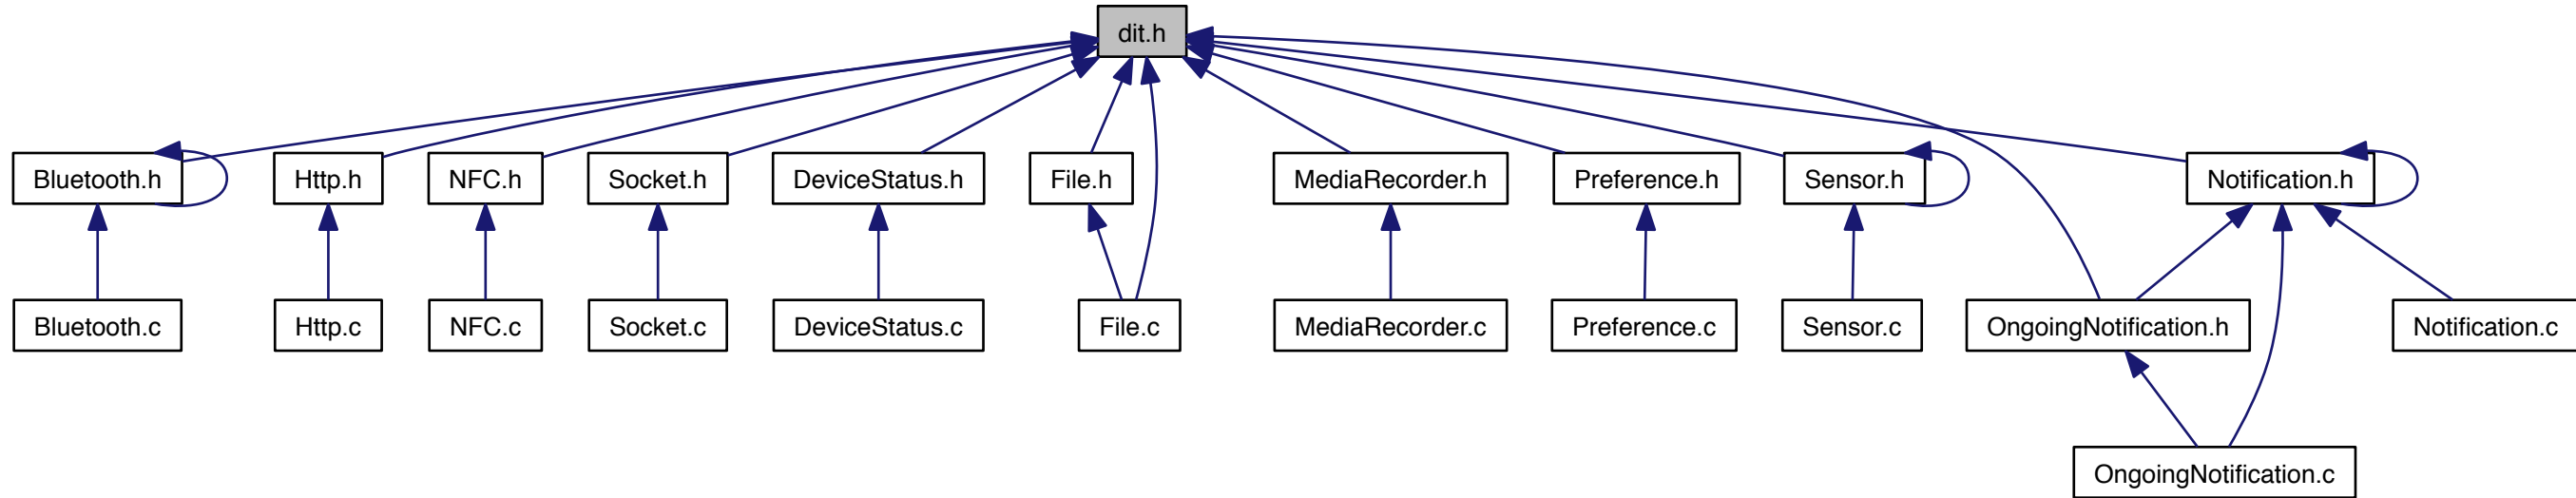 dit.h
Bluetooth.h
Http.h
NFC.h
Socket.h
DeviceStatus.h
File.h
MediaRecorder.h
Preference.h
Sensor.h
Notification.h
Bluetooth.c
Http.c
NFC.c
Socket.c
DeviceStatus.c
File.c
MediaRecorder.c
Preference.c
Sensor.c
OngoingNotification.h
Notification.c
OngoingNotification.c